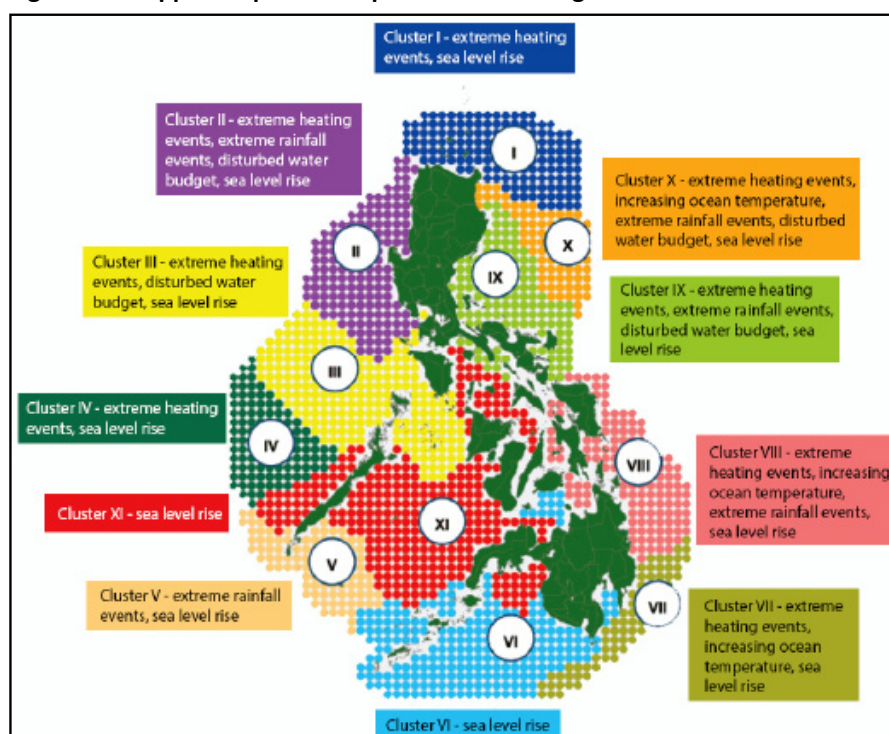 Cluster I - extreme heating
events, sea level rise
Cluster II - extreme heating
events, extreme rainfall
events, disturbed water
budget, sea level rise
I
Cluster X - extreme heating events,
increasing ocean temperature,
extreme rainfall events, disturbed
water budget, sea level rise
X
II
IX
Cluster III - extreme heating
events, disturbed water
budget, sea level rise
Cluster IX - extreme heating
events, extreme rainfall events,
disturbed water budget, sea
level rise
III
Cluster IV - extreme heating
events, sea level rise
IV
VIII
Cluster VIII - extreme
heating events, increasing
ocean temperature,
extreme rainfall events,
sea level rise
Cluster XI - sea level rise
XI
V
Cluster V - extreme rainfall
events, sea level rise
VII
Cluster VII - extreme
heating events,
increasing ocean
temperature, sea
level rise
VI
Cluster VI - sea level rise